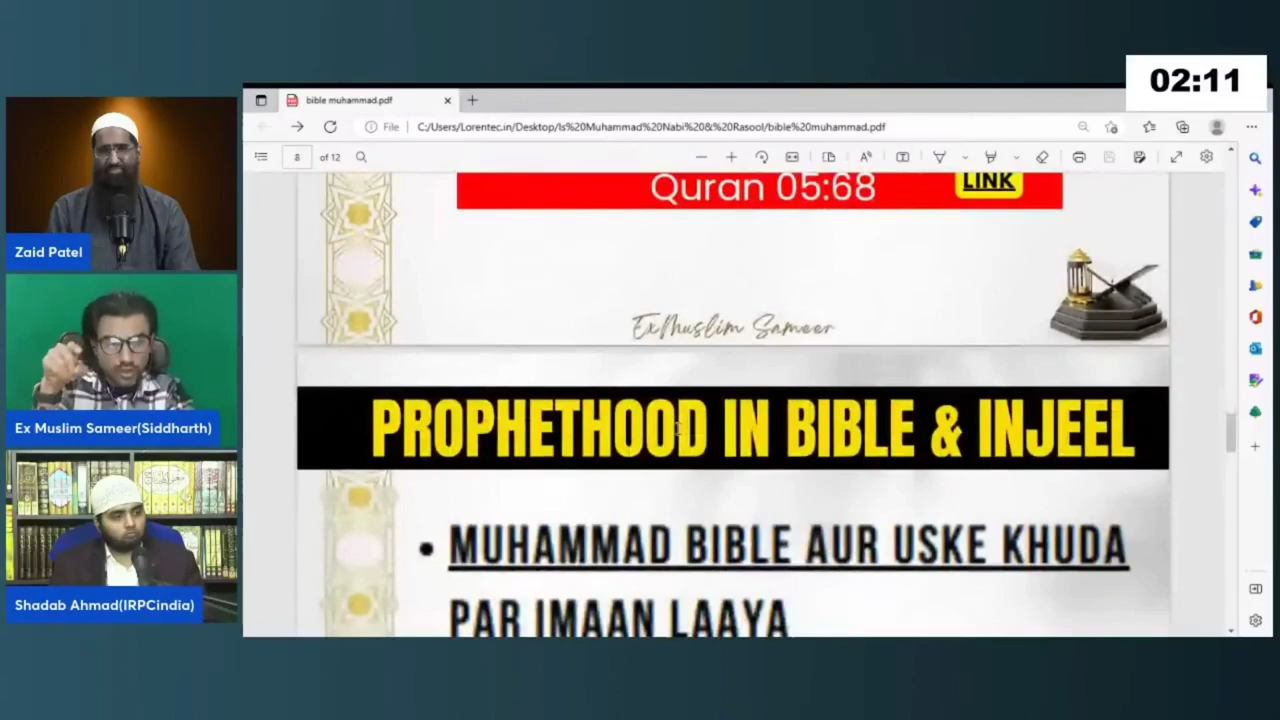 02:11
bible muhammad.pdf
File C:/Users/Lorentec.in/Desktop/Is%20Muhammad%20Nabi%20&%20Rasool/bible%20muhammad.pdf
8 of 12
Quran 05:68
LINK
Zaid Patel
ExMuslim Sameer
Ex Muslim Sameer(Siddharth)
PROPHETHOOD IN BIBLE & INJEEL
• MUHAMMAD BIBLE AUR USKE KHUDA
PAR IMAAN LAAYA
Shadab Ahmad(IRPCindia)